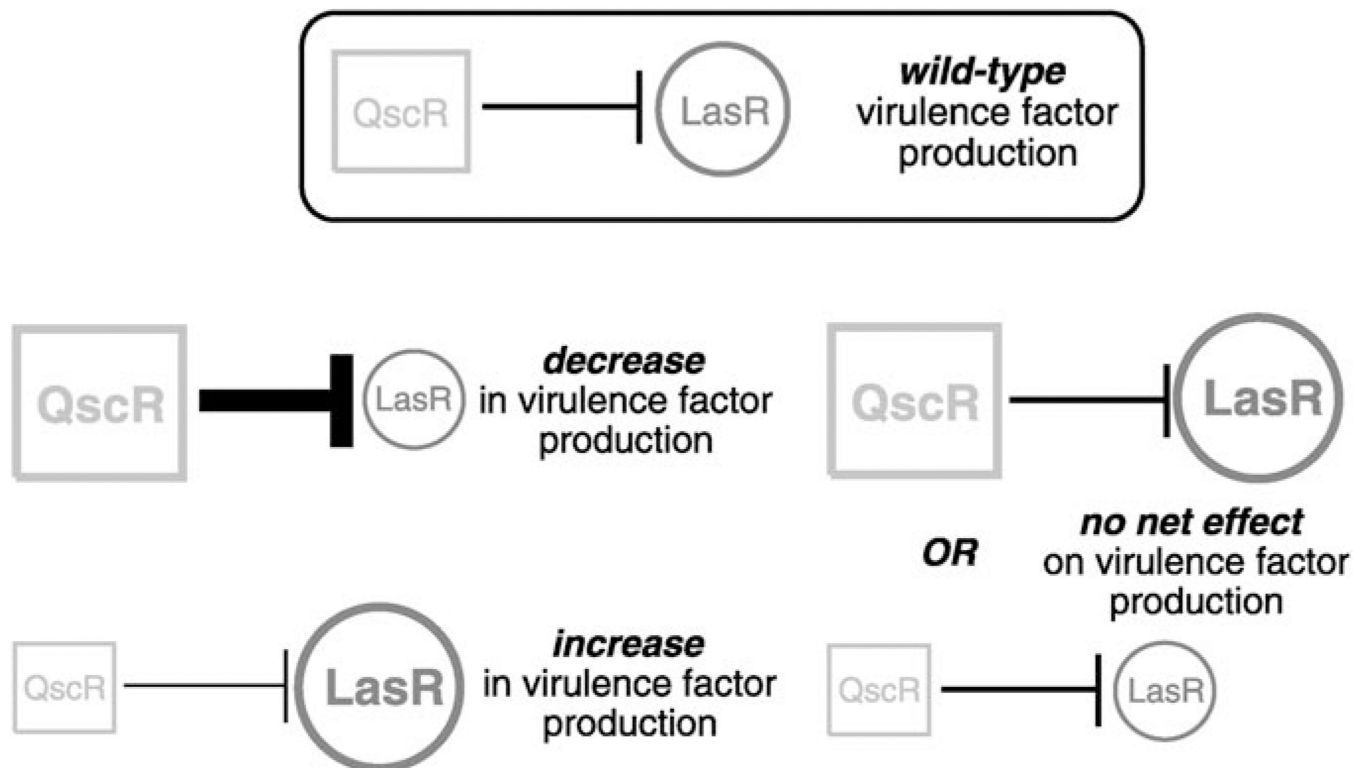 QscR
LasR
wild-type
virulence factor
production
QscR
LasR
decrease
in virulence factor
production
QscR
LasR
OR
no net effect
on virulence factor
production
QscR
LasR
increase
in virulence factor
production
QscR
LasR